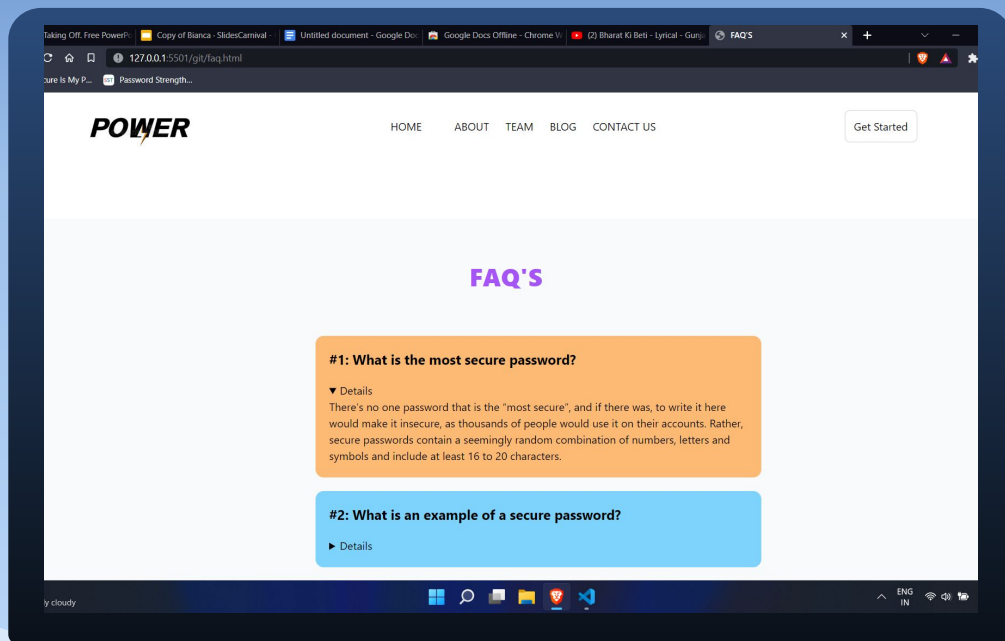 Taking Off. Free PowerPo
Copy of Bianca - SlidesCarnival -
Untitled document - Google Doc
Google Docs Offline - Chrome W
(2) Bharat Ki Beti - Lyrical - Gunja
FAQ'S
127.0.0.1:5501/git/faq.html
cure Is My P...
Password Strength...
POWER
HOME ABOUT TEAM BLOG CONTACT US
Get Started
FAQ'S
#1: What is the most secure password?
▼ Details
There's no one password that is the “most secure”, and if there was, to write it here
would make it insecure, as thousands of people would use it on their accounts. Rather,
secure passwords contain a seemingly random combination of numbers, letters and
symbols and include at least 16 to 20 characters.
#2: What is an example of a secure password?
▶ Details
y cloudy
ENG
IN